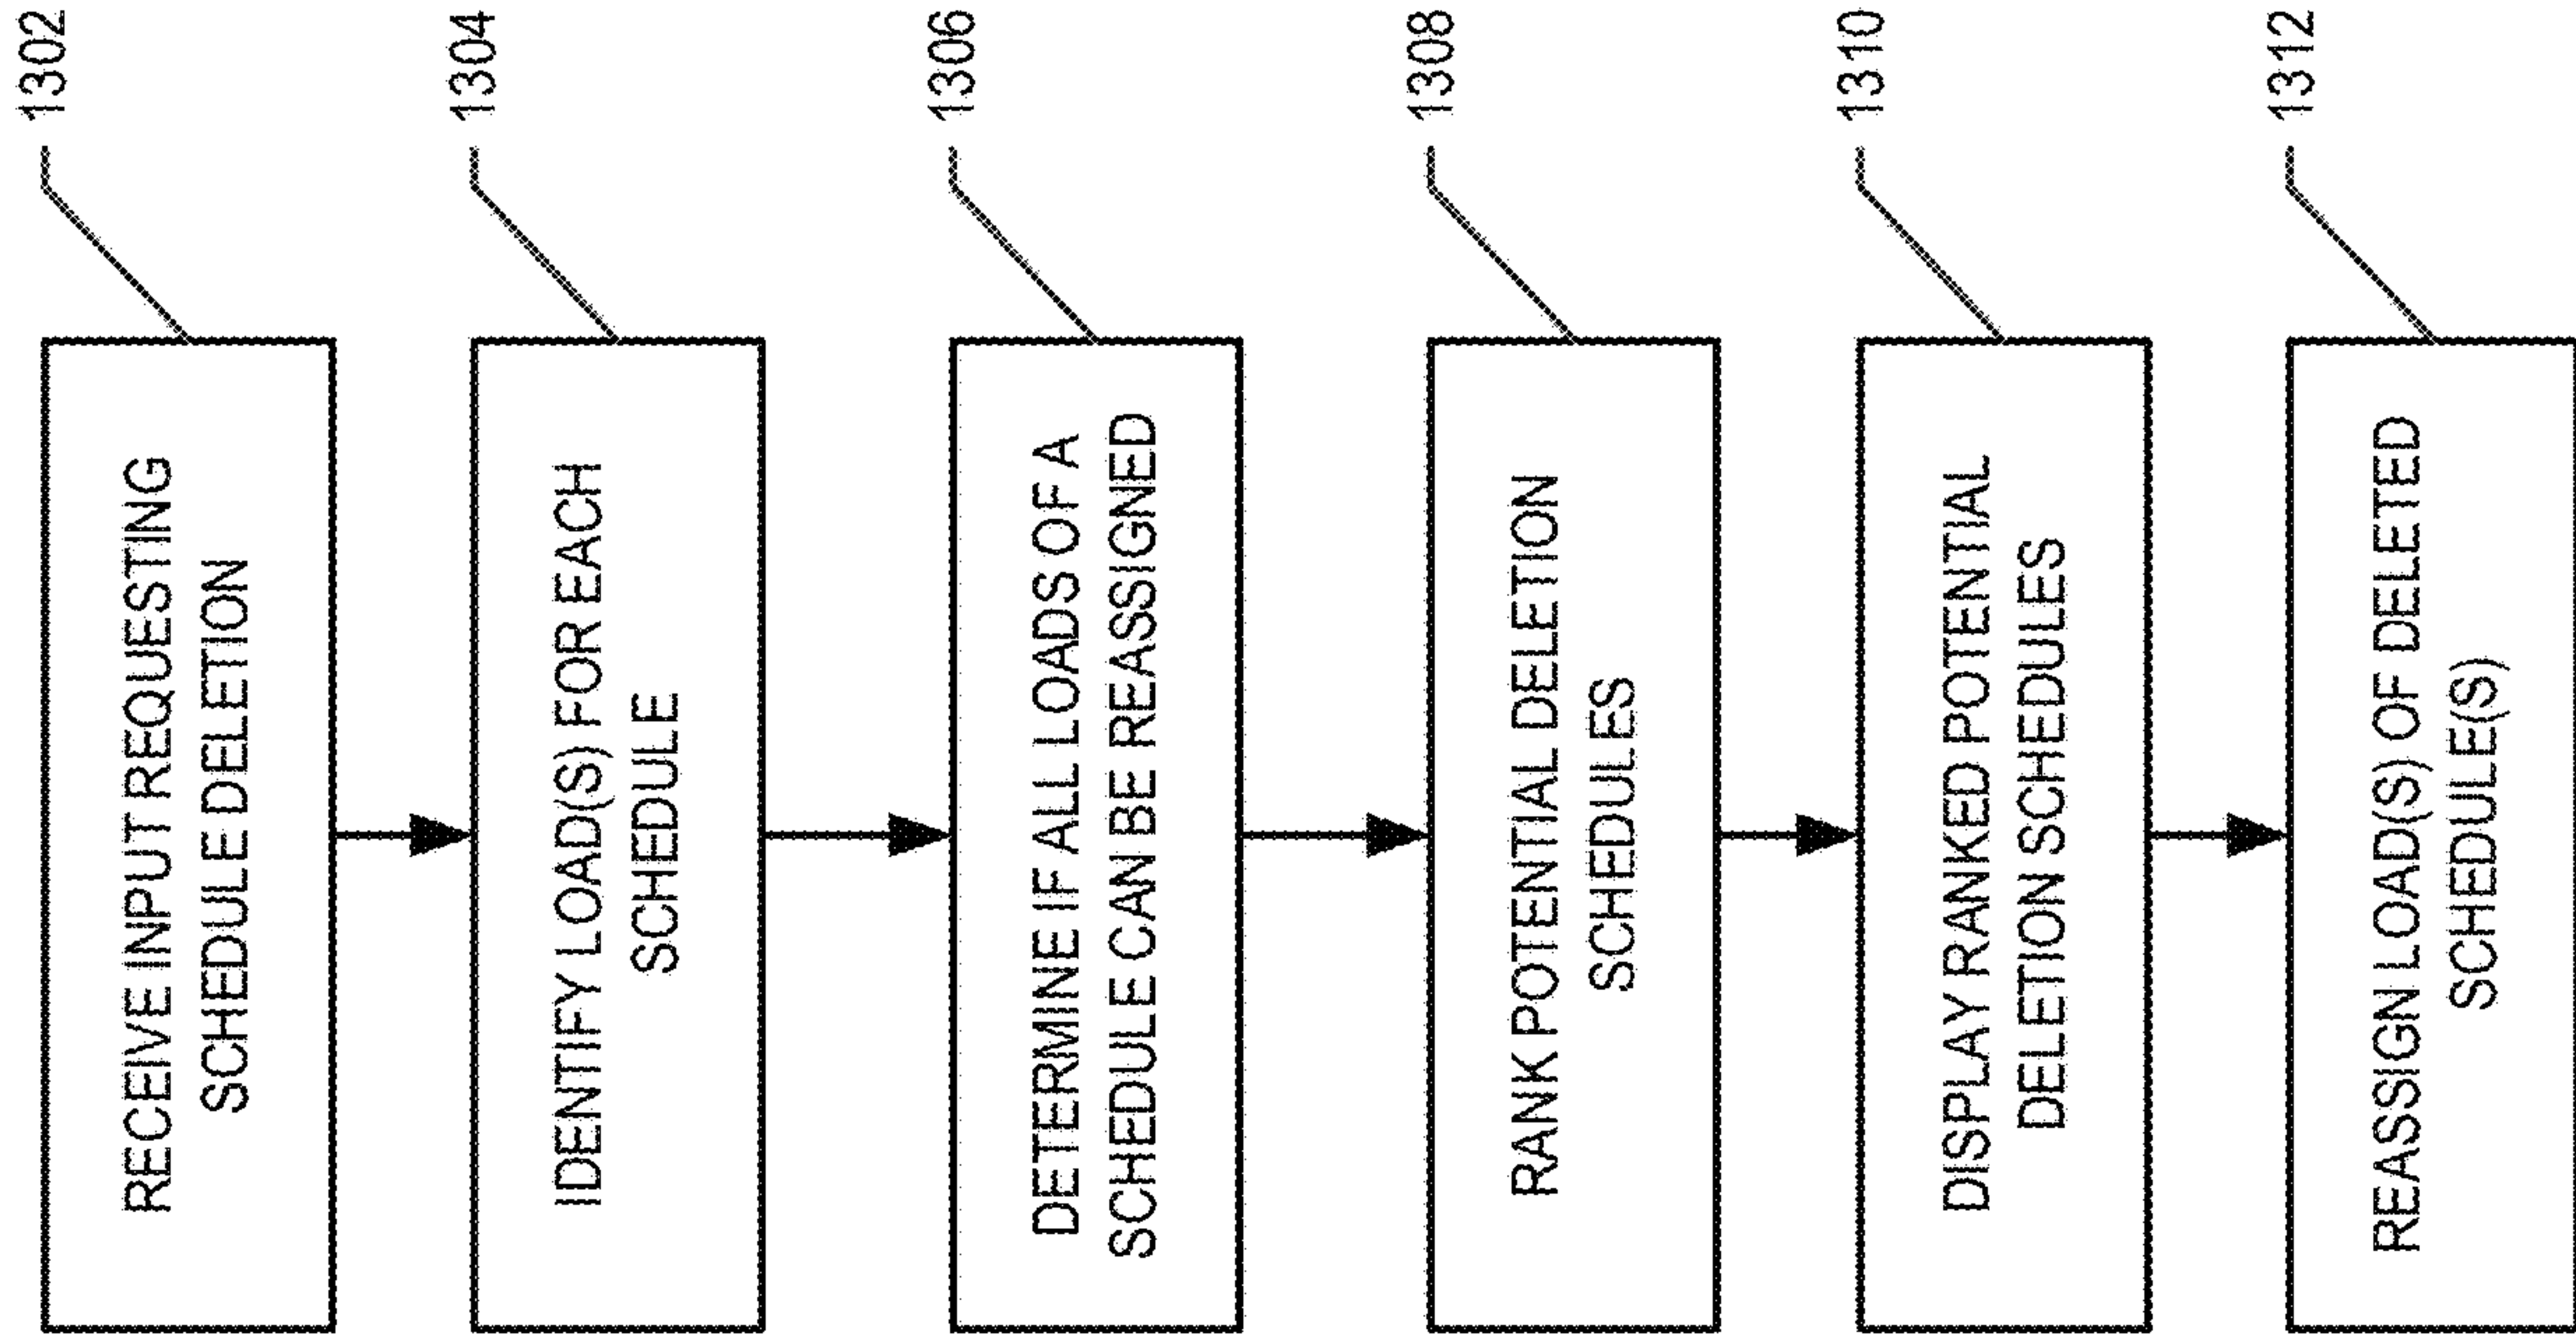 RECEIVE INPUT REQUESTING
SCHEDULE DELETION
1302
IDENTIFY LOAD(S) FOR EACH
SCHEDULE
1304
DETERMINE IF ALL LOADS OF A
SCHEDULE CAN BE REASSIGNED
1306
RANK POTENTIAL DELETION
SCHEDULES
1308
DISPLAY RANKED POTENTIAL
DELETION SCHEDULES
1310
REASSIGN LOAD(S) OF DELETED
SCHEDULE(S)
1312